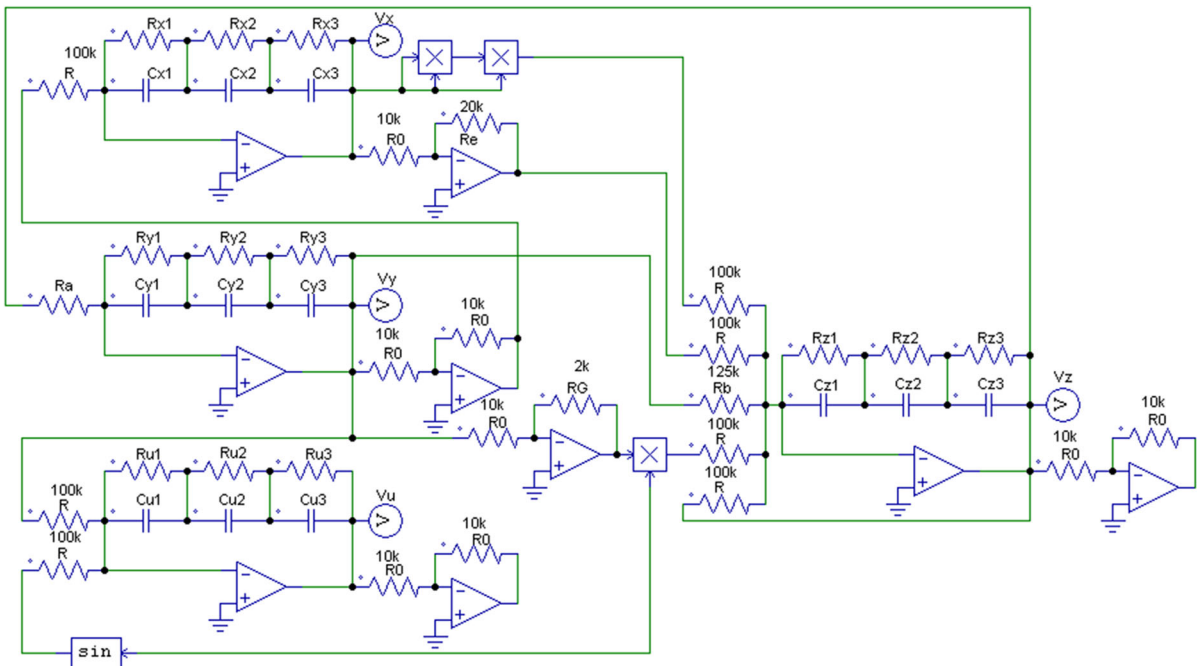 Rx1 Rx2 Rx3 Vx
100k
R Cx1 Cx2 Cx3 V
× ×
10k 20k
R0 Re
Ry1 Ry2 Ry3
Ra Cy1 Cy2 Cy3 Vy
V
10k 10k
R0 R0
2k
10k RG
R0
×
Ru1 Ru2 Ru3
100k
R Cu1 Cu2 Cu3 Vu
V
100k
R
10k 10k
R0 R0
sin
100k
R
100k
R
125k
Rb
100k
R
100k
R
Rz1 Rz2 Rz3
Cz1 Cz2 Cz3 Vz
V
10k 10k
R0 R0